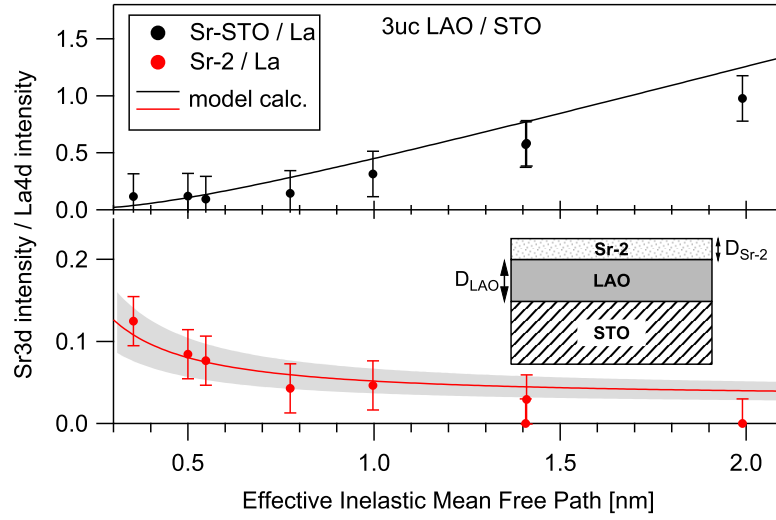 3uc LAO / STO
Sr-STO / La
Sr-2 / La
model calc.
1.5
1.0
0.5
0.0
Sr3d intensity / La4d intensity
0.2
0.1
0.0
Sr-2
D_Sr-2
D_LAO
LAO
STO
0.5 1.0 1.5 2.0
Effective Inelastic Mean Free Path [nm]